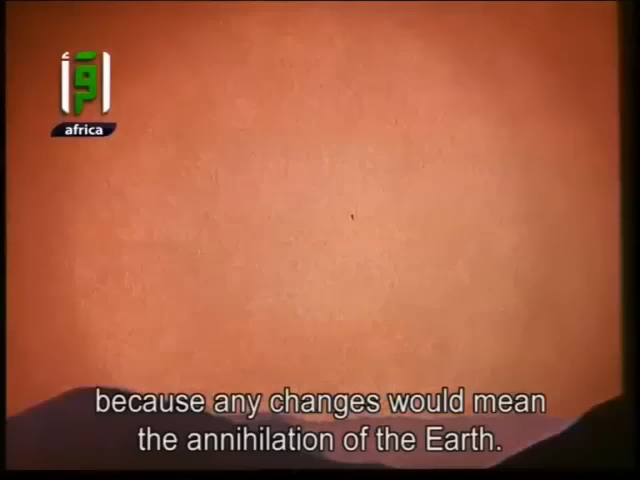 اقرأ
africa
because any changes would mean
the annihilation of the Earth.